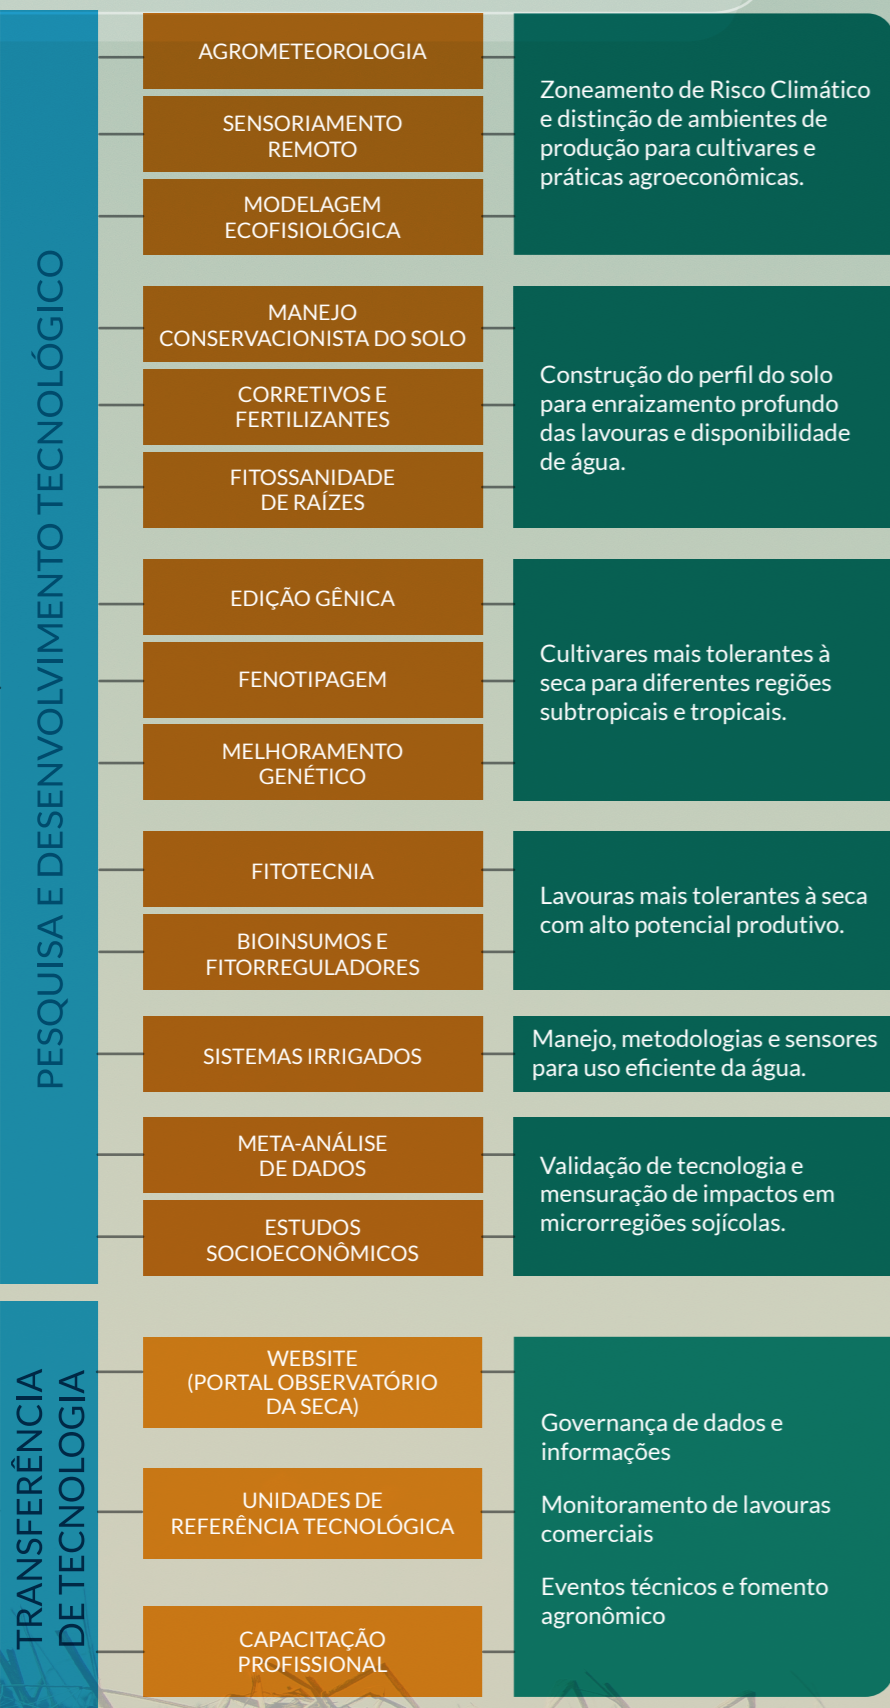 PESQUISA E DESENVOLVIMENTO TECNOLÓGICO
AGROMETEOROLOGIA
SENSORIAMENTO
REMOTO
MODELAGEM
ECOFISIOLÓGICA
Zoneamento de Risco Climático
e distinção de ambientes de
produção para cultivares e
práticas agroeconômicas.
MANEJO
CONSERVACIONISTA DO SOLO
CORRETIVOS E
FERTILIZANTES
FITOSSANIDADE
DE RAÍZES
Construção do perfil do solo
para enraizamento profundo
das lavouras e disponibilidade
de água.
EDIÇÃO GÊNICA
FENOTIPAGEM
MELHORAMENTO
GENÉTICO
Cultivares mais tolerantes à
seca para diferentes regiões
subtropicais e tropicais.
FITOTECNIA
BIOINSUMOS E
FITORREGULADORES
Lavouras mais tolerantes à seca
com alto potencial produtivo.
SISTEMAS IRRIGADOS
Manejo, metodologias e sensores
para uso eficiente da água.
META-ANÁLISE
DE DADOS
ESTUDOS
SOCIOECONÔMICOS
Validação de tecnologia e
mensuração de impactos em
microrregiões sojícolas.
TRANSFERÊNCIA
DE TECNOLOGIA
WEBSITE
(PORTAL OBSERVATÓRIO
DA SECA)
UNIDADES DE
REFERÊNCIA TECNOLÓGICA
CAPACITAÇÃO
PROFISSIONAL
Governança de dados e
informações
Monitoramento de lavouras
comerciais
Eventos técnicos e fomento
agronômico